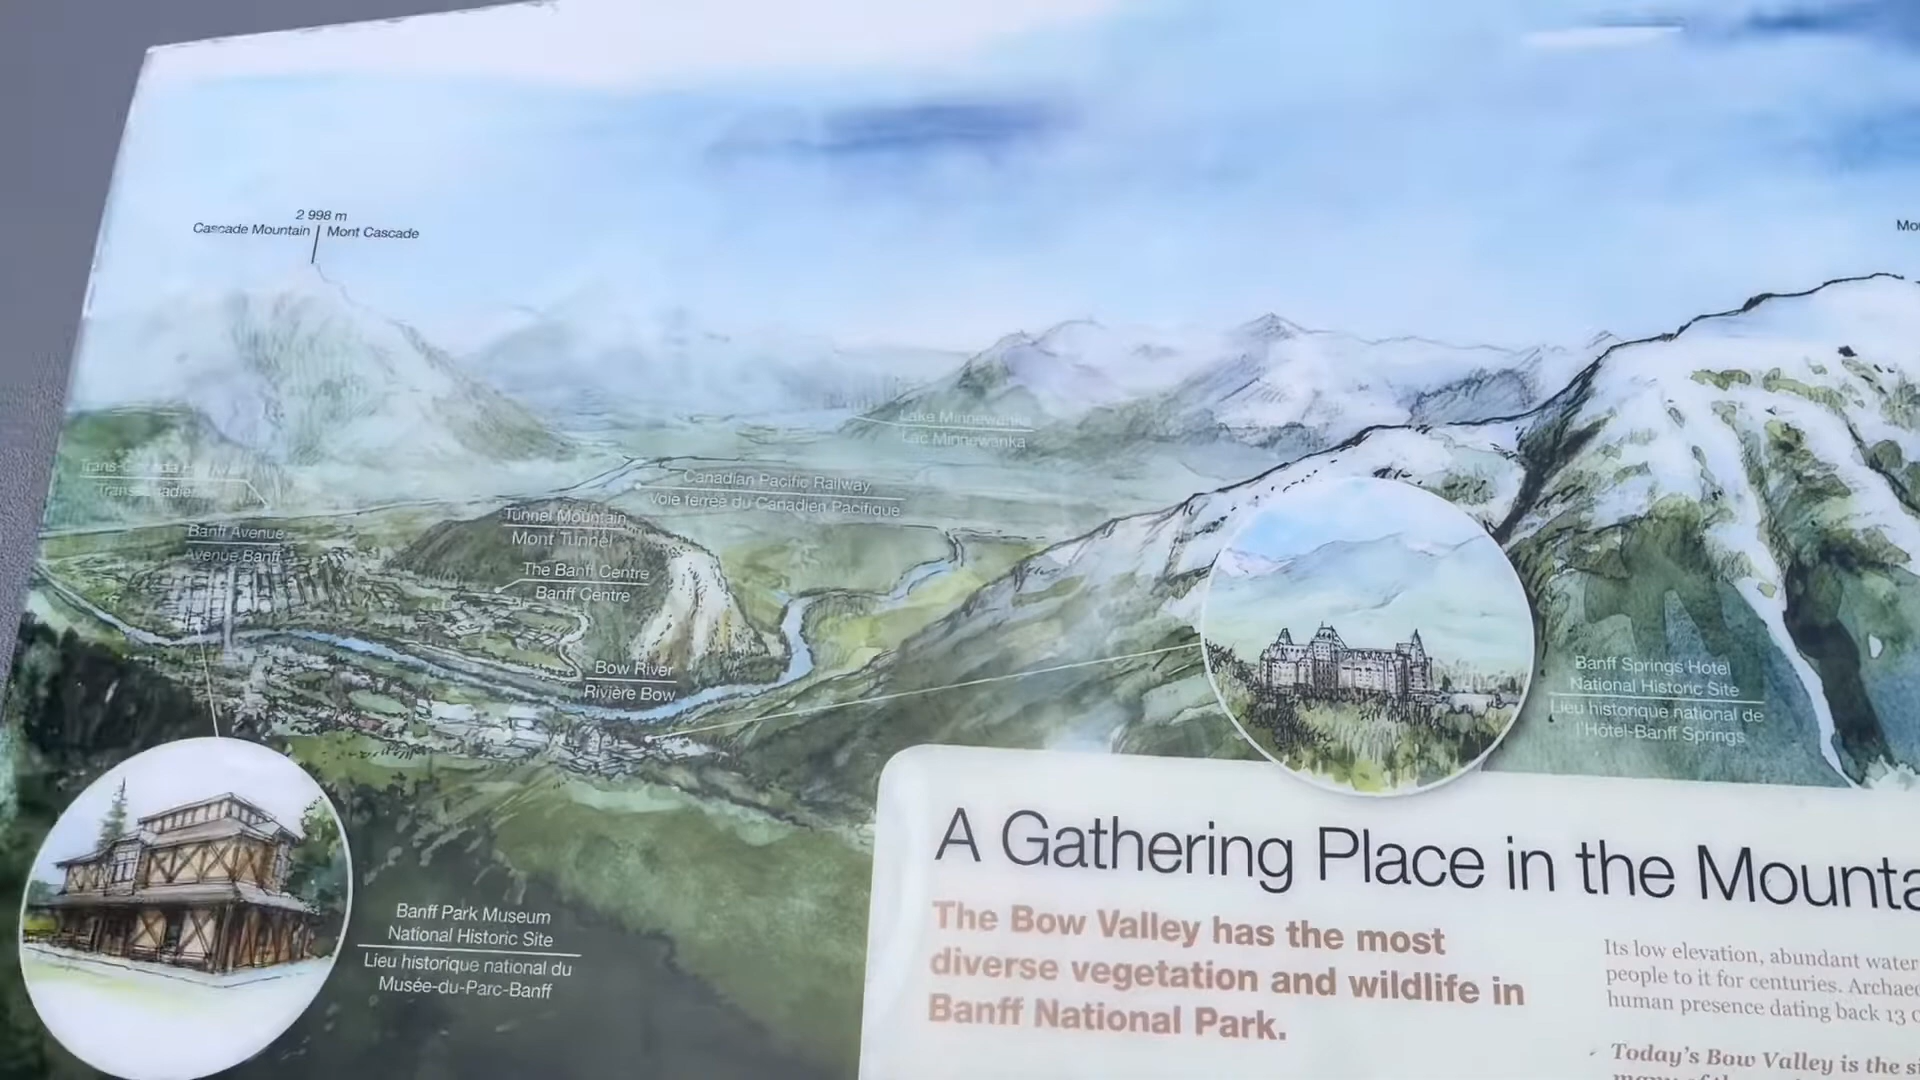 2 998 m
Cascade Mountain | Mont Cascade
Lake Minnewanka
Lac Minnewanka
Canadian Pacific Railway
Voie ferrée du Canadien Pacifique
Banff Avenue
Avenue Banff
Tunnel Mountain
Mont Tunnel
The Banff Centre
Banff Centre
Bow River
Rivière Bow
Banff Springs Hotel
National Historic Site
Lieu historique national de
l'Hôtel-Banff Springs
Banff Park Museum
National Historic Site
Lieu historique national du
Musée-du-Parc-Banff
A Gathering Place in the
The Bow Valley has the most
diverse vegetation and wildlife in
Banff National Park.
Its low elevation, abundant water
people to it for centuries.
human presence dating back 13
Today's Bow Valley is the